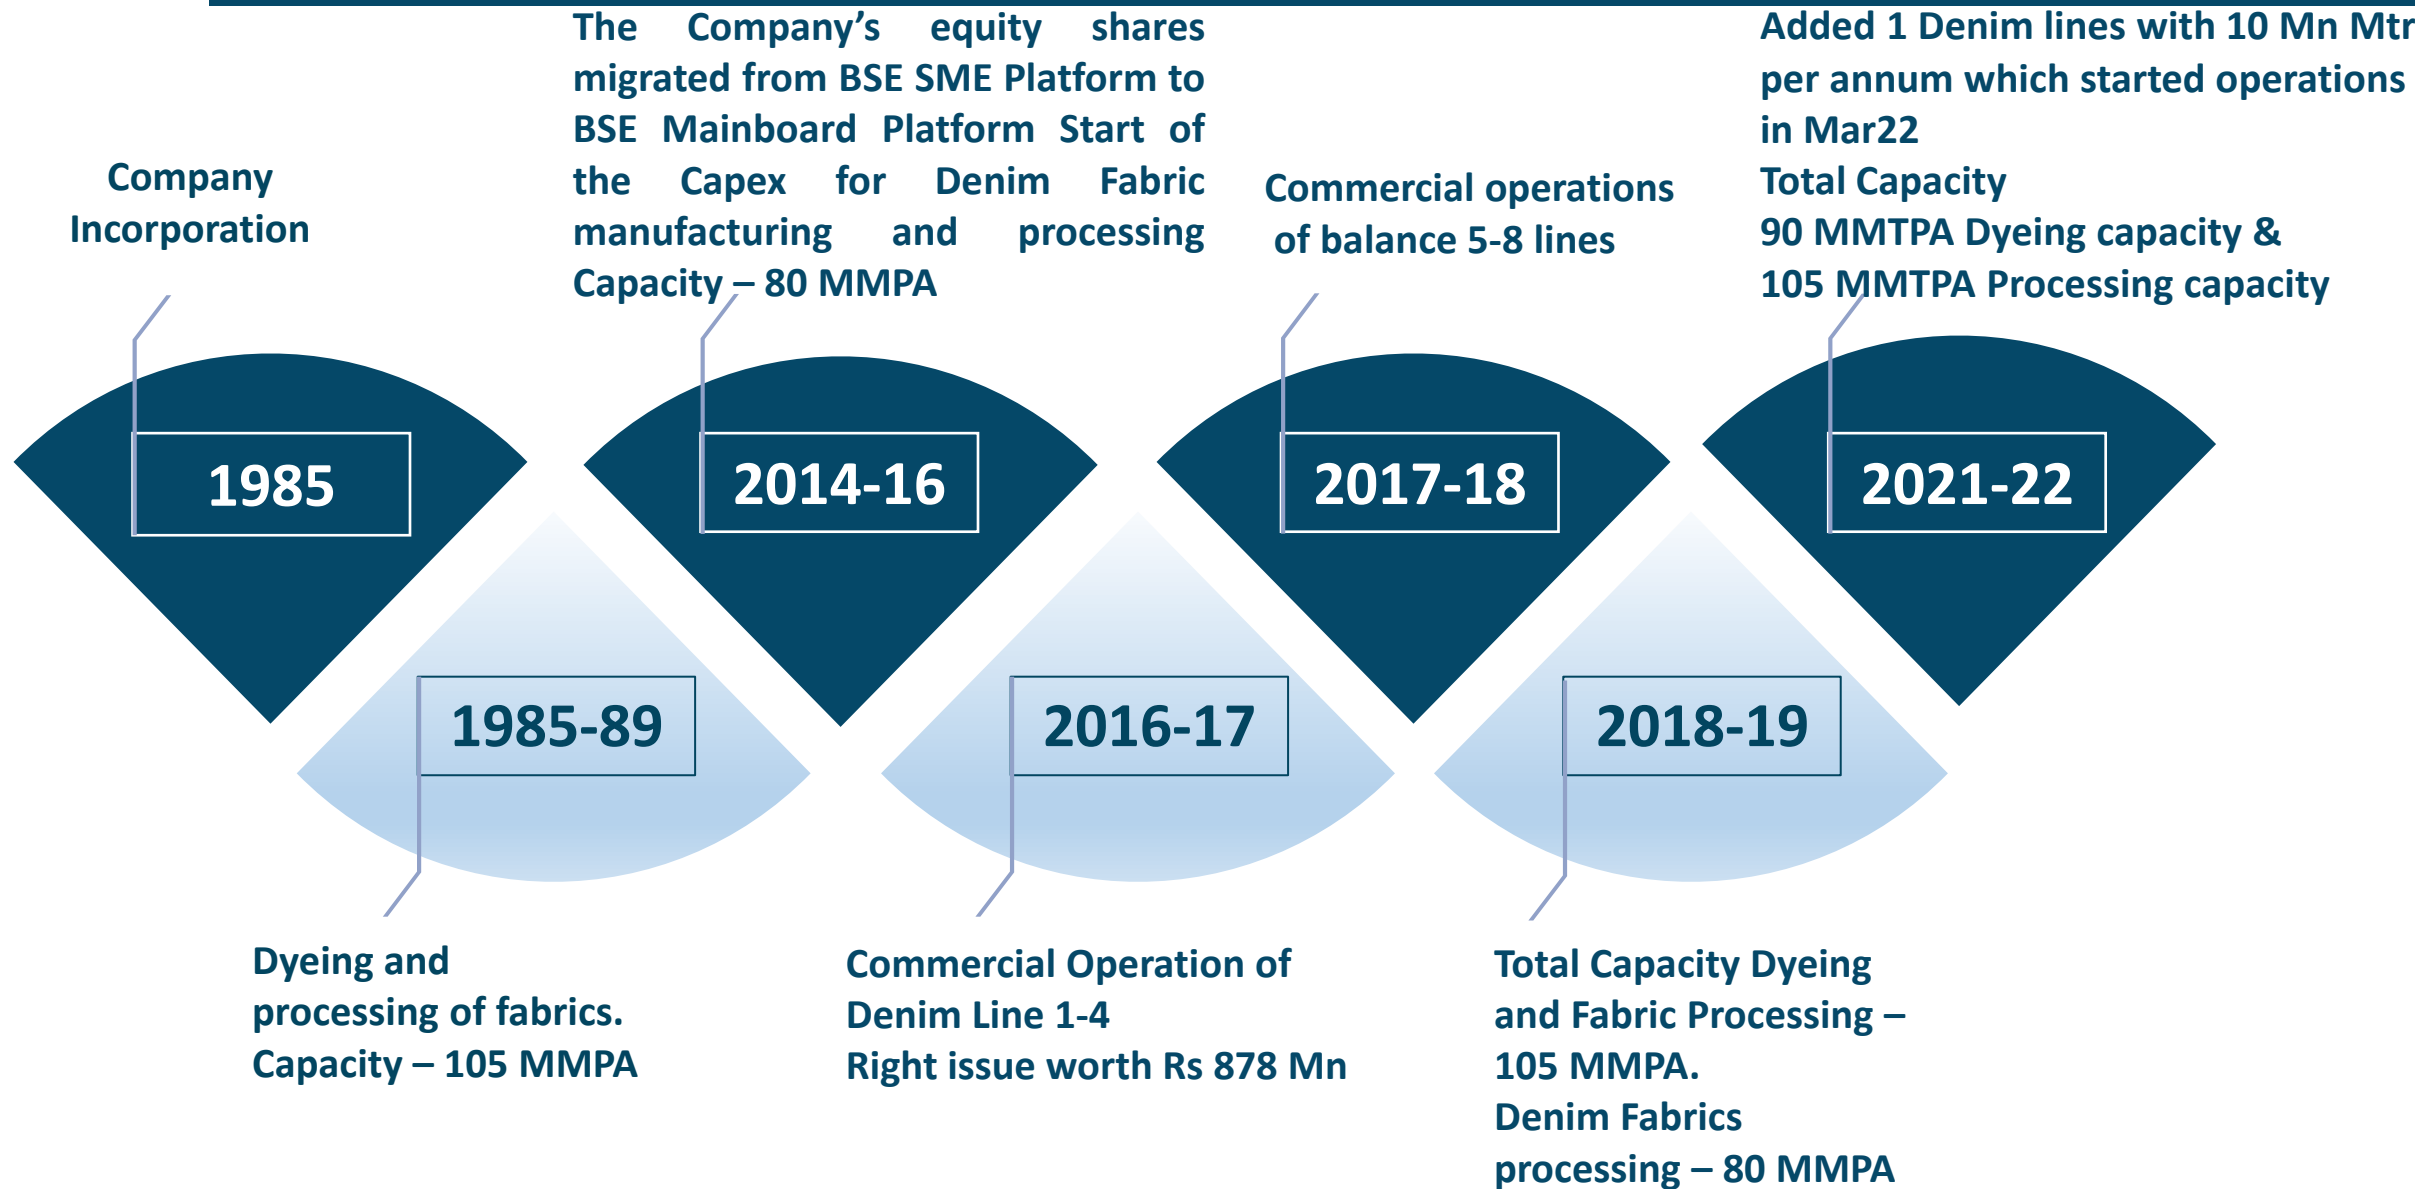 Company
Incorporation
1985
The Company’s equity shares
migrated from BSE SME Platform to
BSE Mainboard Platform Start of
the Capex for Denim Fabric
manufacturing and processing
Capacity – 80 MMPA
2014-16
Commercial operations
of balance 5-8 lines
2017-18
Added 1 Denim lines with 10 Mn Mtr
per annum which started operations
in Mar22
Total Capacity
90 MMTPA Dyeing capacity &
105 MMTPA Processing capacity
2021-22
1985-89
Dyeing and
processing of fabrics.
Capacity – 105 MMPA
2016-17
Commercial Operation of
Denim Line 1-4
Right issue worth Rs 878 Mn
2018-19
Total Capacity Dyeing
and Fabric Processing –
105 MMPA.
Denim Fabrics
processing – 80 MMPA